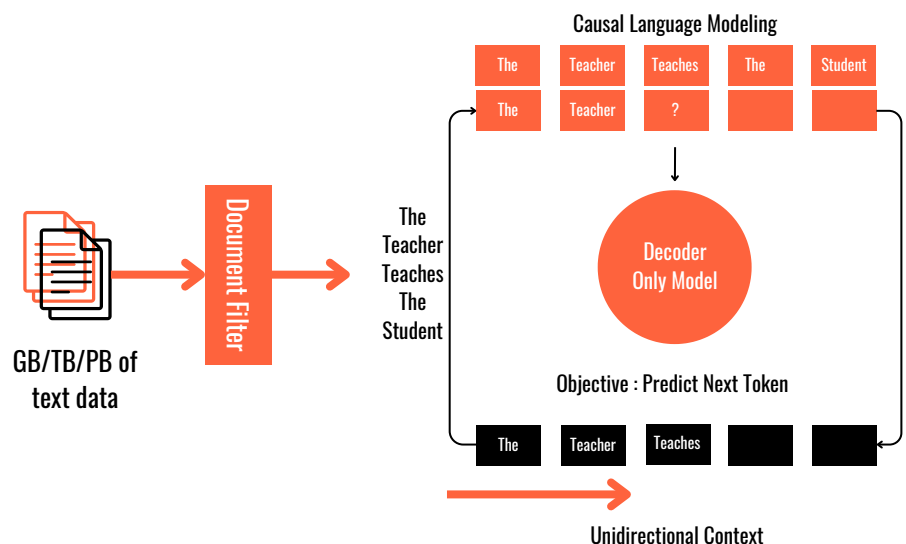 Causal Language Modeling
The Teacher Teaches The Student
The Teacher ?
Document Filter
The
Teacher
Teaches
The
Student
Decoder
Only Model
GB/TB/PB of
text data
Objective : Predict Next Token
The Teacher Teaches
Unidirectional Context